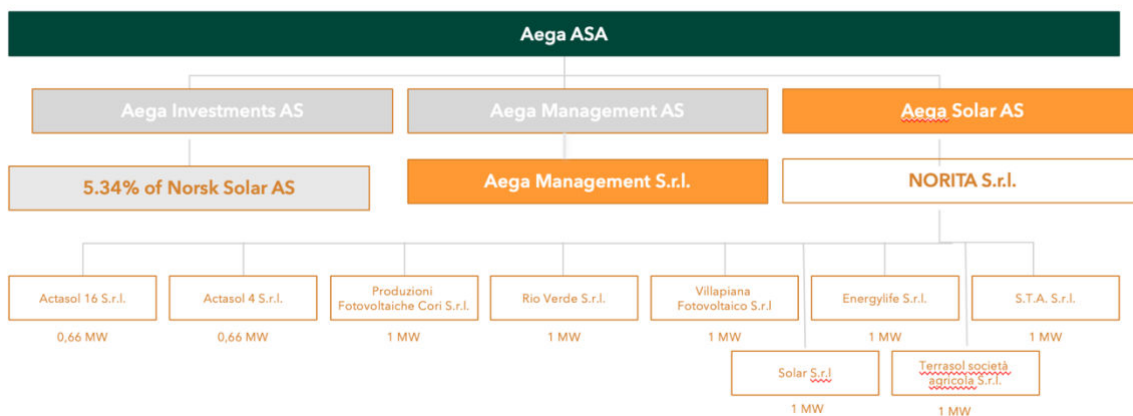 Aega ASA
Aega Investments AS
Aega Management AS
Aega Solar AS
5.34% of Norsk Solar AS
Aega Management S.r.l.
NORITA S.r.l.
Actasol 16 S.r.l.
Actasol 4 S.r.l.
Produzioni
Fotovoltaiche Cori S.r.l.
Rio Verde S.r.l.
Villapiana
Fotovoltaico S.r.l
Energylife S.r.l.
S.T.A. S.r.l.
0,66 MW
0,66 MW
1 MW
1 MW
1 MW
1 MW
1 MW
Solar S.r.l
Terrasol società
agricola S.r.l.
1 MW
1 MW